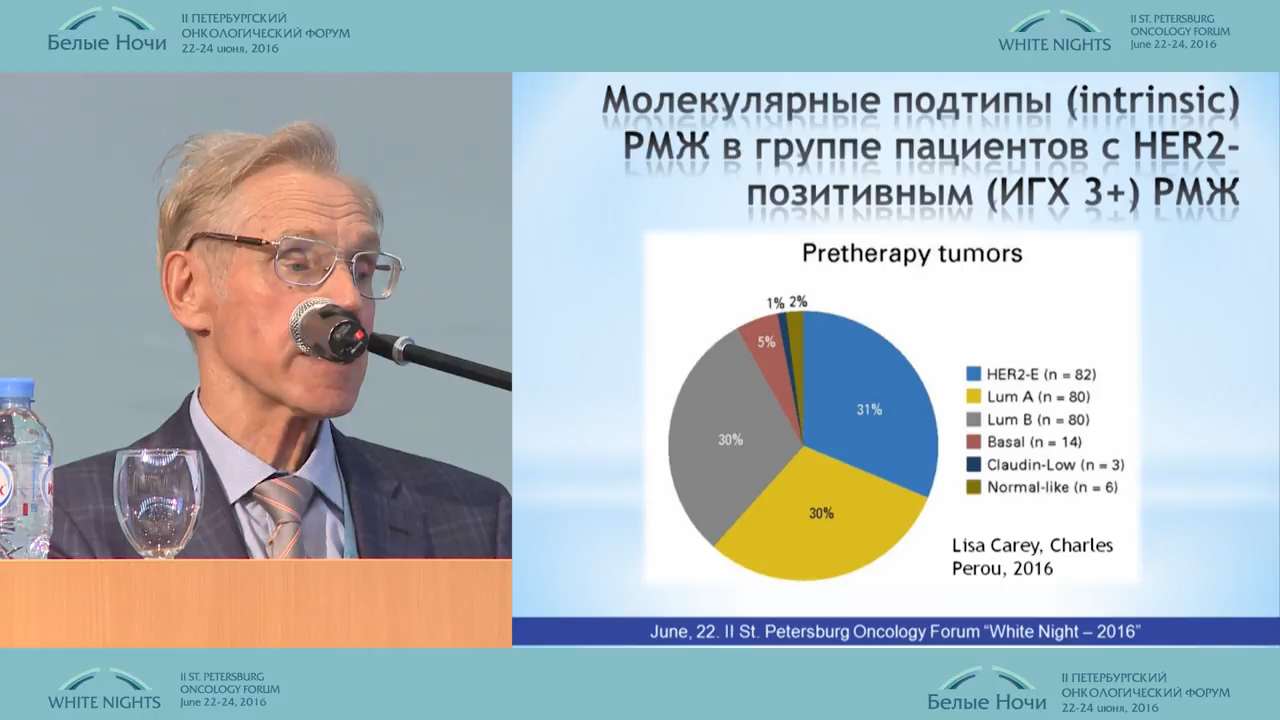 Белые Ночи
II ПЕТЕРБУРГСКИЙ
ОНКОЛОГИЧЕСКИЙ ФОРУМ
22-24 июня, 2016
WHITE NIGHTS
II ST. PETERSBURG
ONCOLOGY FORUM
June 22-24, 2016
Молекулярные подтипы (intrinsic)
РМЖ в группе пациентов с HER2-
позитивным (ИГХ 3+) РМЖ
Pretherapy tumors
1% 2%
5%
31%
30%
30%
HER2-E (n = 82)
Lum A (n = 80)
Lum B (n = 80)
Basal (n = 14)
Claudin-Low (n = 3)
Normal-like (n = 6)
Lisa Carey, Charles
Perou, 2016
June, 22. II St. Petersburg Oncology Forum “White Night – 2016”
WHITE NIGHTS
II ST. PETERSBURG
ONCOLOGY FORUM
June 22-24, 2016
Белые Ночи
II ПЕТЕРБУРГСКИЙ
ОНКОЛОГИЧЕСКИЙ ФОРУМ
22-24 июня, 2016